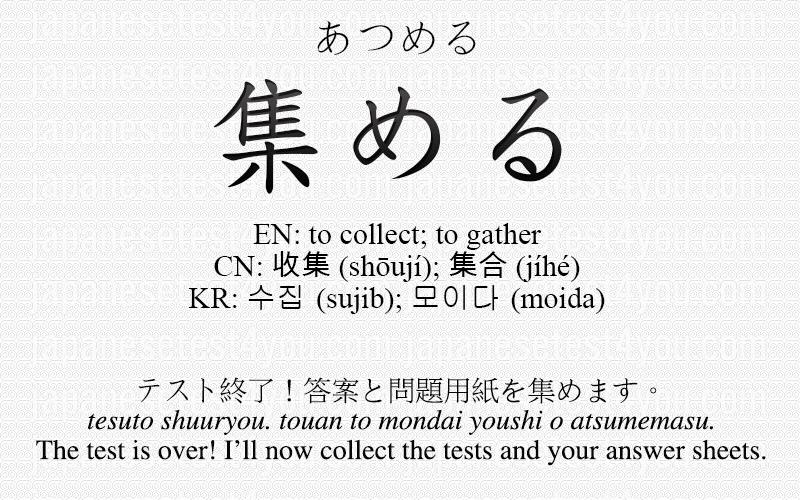 あつめる
集める
EN: to collect; to gather
CN: 收集 (shōují); 集合 (jíhé)
KR: 수집 (sujib); 모이다 (moida)
テスト終了！答案と問題用紙を集めます。
tesuto shuuryou. touan to mondai youshi o atsumemasu.
The test is over! I’ll now collect the tests and your answer sheets.